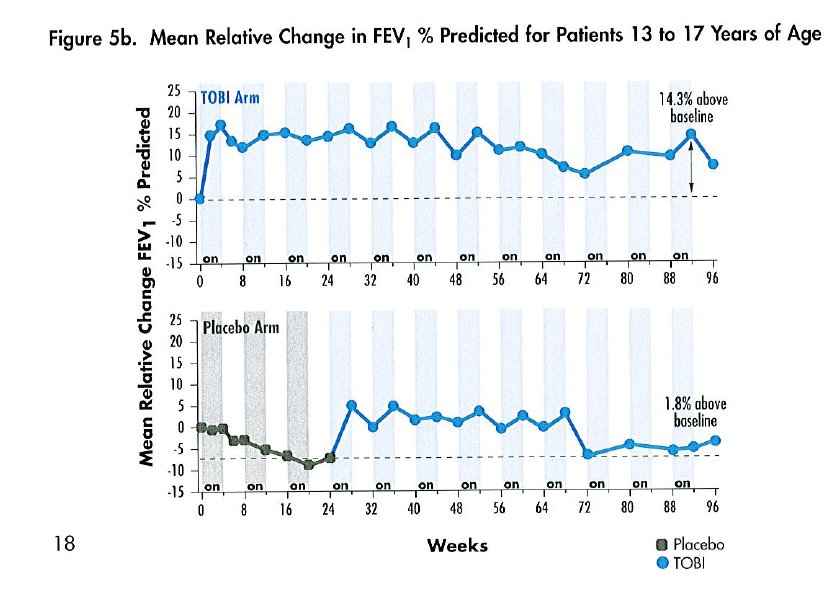 Figure 5b. Mean Relative Change in FEV1 % Predicted for Patients 13 to 17 Years of Age
Mean Relative Change FEV1 % Predicted
25
20
15
10
5
0
-5
-10
-15
TOBI Arm
14.3% above
baseline
on on on on on on on on on on on on
0 8 16 24 32 40 48 56 64 72 80 88 96
25
20
15
10
5
0
-5
-10
-15
Placebo Arm
1.8% above
baseline
on on on on on on on on on on on on
0 8 16 24 32 40 48 56 64 72 80 88 96
18
Weeks
Placebo
TOBI